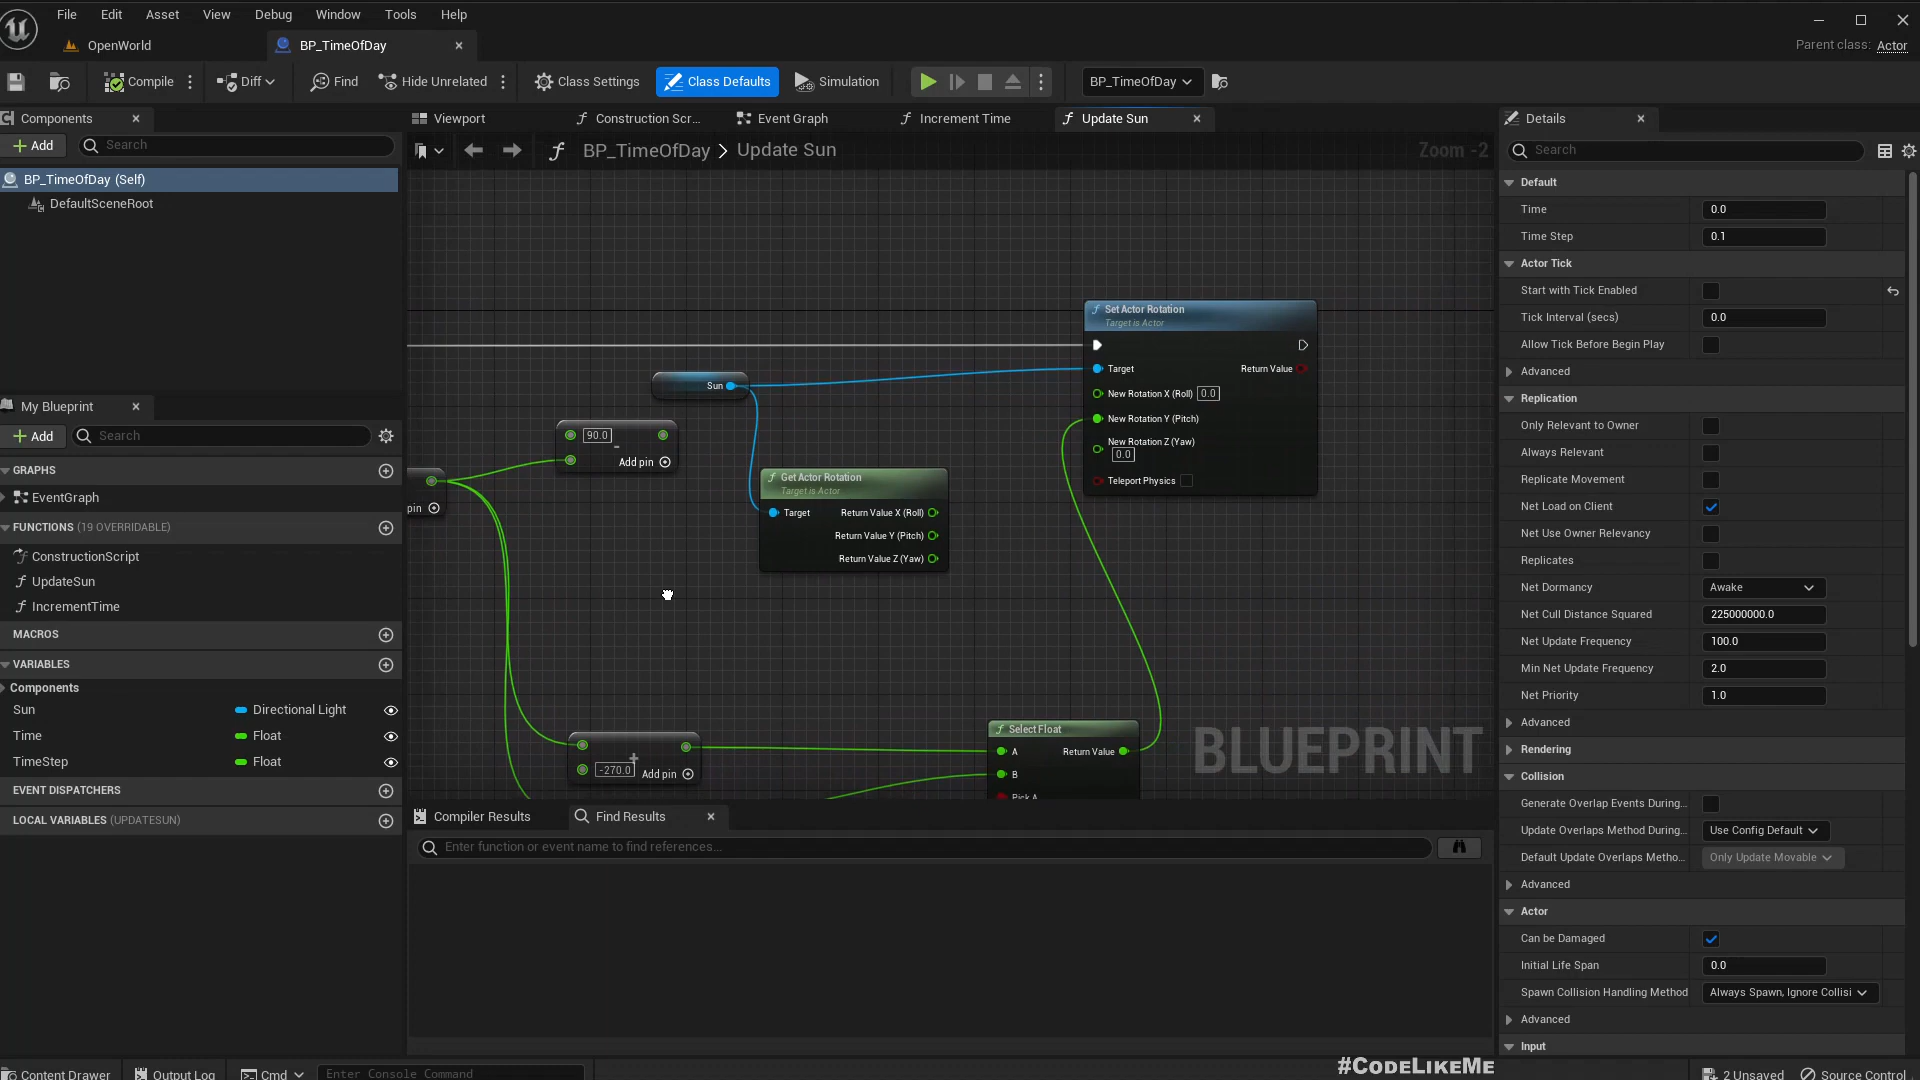 File Edit Asset View Debug Window Tools Help
OpenWorld
BP_TimeOfDay
Parent class: Actor
Compile
Diff
Find
Hide Unrelated
Class Settings
Class Defaults
Simulation
BP_TimeOfDay
Components
Add
Search
BP_TimeOfDay (Self)
DefaultSceneRoot
My Blueprint
Add
Search
GRAPHS
EventGraph
FUNCTIONS (19 OVERRIDABLE)
ConstructionScript
UpdateSun
IncrementTime
MACROS
VARIABLES
Components
Sun Directional Light
Time Float
TimeStep Float
EVENT DISPATCHERS
LOCAL VARIABLES (UPDATESUN)
Viewport
Construction Scr...
Event Graph
Increment Time
Update Sun
BP_TimeOfDay > Update Sun
Zoom -2
Set Actor Rotation
Target is Actor
Target Return Value
New Rotation X (Roll) 0.0
New Rotation Y (Pitch)
New Rotation Z (Yaw)
0.0
Teleport Physics
Sun
90.0
-
Add pin
pin
Get Actor Rotation
Target is Actor
Target Return Value X (Roll)
Return Value Y (Pitch)
Return Value Z (Yaw)
+
-270.0 Add pin
Select Float
A Return Value
B
Pick A
BLUEPRINT
Compiler Results
Find Results
Enter function or event name to find references...
Details
Search
Default
Time 0.0
Time Step 0.1
Actor Tick
Start with Tick Enabled
Tick Interval (secs) 0.0
Allow Tick Before Begin Play
Advanced
Replication
Only Relevant to Owner
Always Relevant
Replicate Movement
Net Load on Client
Net Use Owner Relevancy
Replicates
Net Dormancy Awake
Net Cull Distance Squared 225000000.0
Net Update Frequency 100.0
Min Net Update Frequency 2.0
Net Priority 1.0
Advanced
Rendering
Collision
Generate Overlap Events During...
Update Overlaps Method During... Use Config Default
Default Update Overlaps Metho... Only Update Movable
Advanced
Actor
Can be Damaged
Initial Life Span 0.0
Spawn Collision Handling Method Always Spawn, Ignore Collisi
Advanced
Input
#CodeLikeMe
Content Drawer
Output Log
Cmd
Enter Console Command
2 Unsaved
Source Control